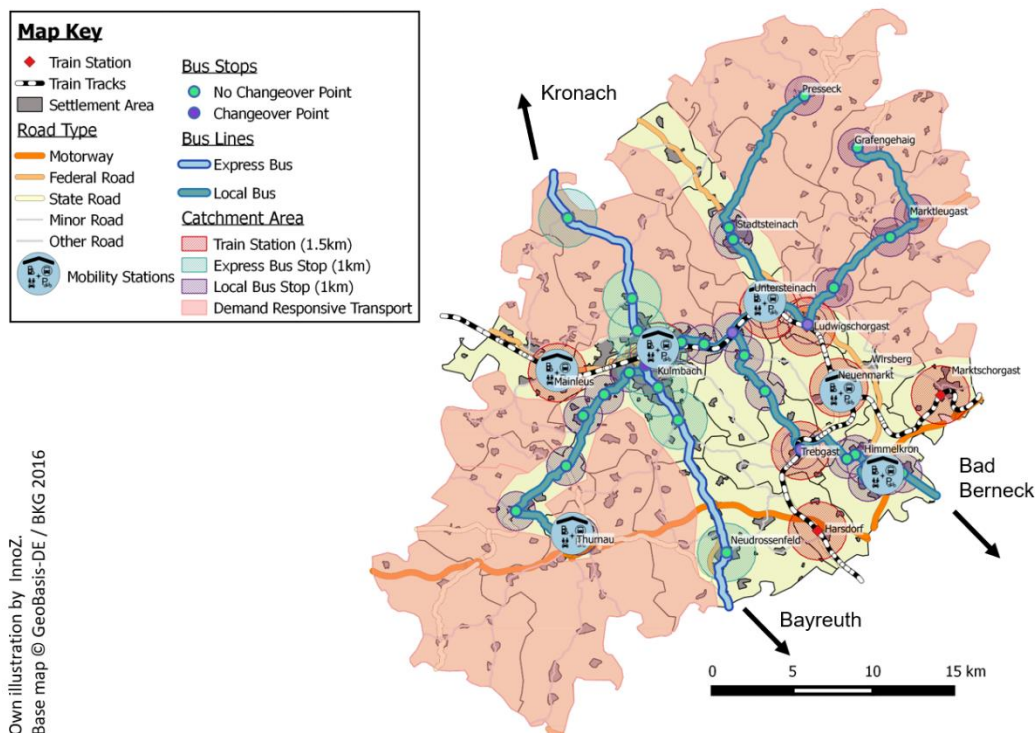 Map Key
Train Station
Train Tracks
Settlement Area
Road Type
Motorway
Federal Road
State Road
Minor Road
Other Road
Mobility Stations
Bus Stops
No Changeover Point
Changeover Point
Bus Lines
Express Bus
Local Bus
Catchment Area
Train Station (1.5km)
Express Bus Stop (1km)
Local Bus Stop (1km)
Demand Responsive Transport
Kronach
Presseck
Grafengehaig
Marktleugast
Stadtsteinach
Untersteinach
Ludwigschorgast
Wirsberg
Marktschorgast
Neuenmarkt
Mainleus
Kulmbach
Trebgast
Himmelkron
Bad
Berneck
Harsdorf
Thurnau
Neudrossenfeld
Bayreuth
0 5 10 15 km
Own illustration by InnoZ.
Base map © GeoBasis-DE / BKG 2016